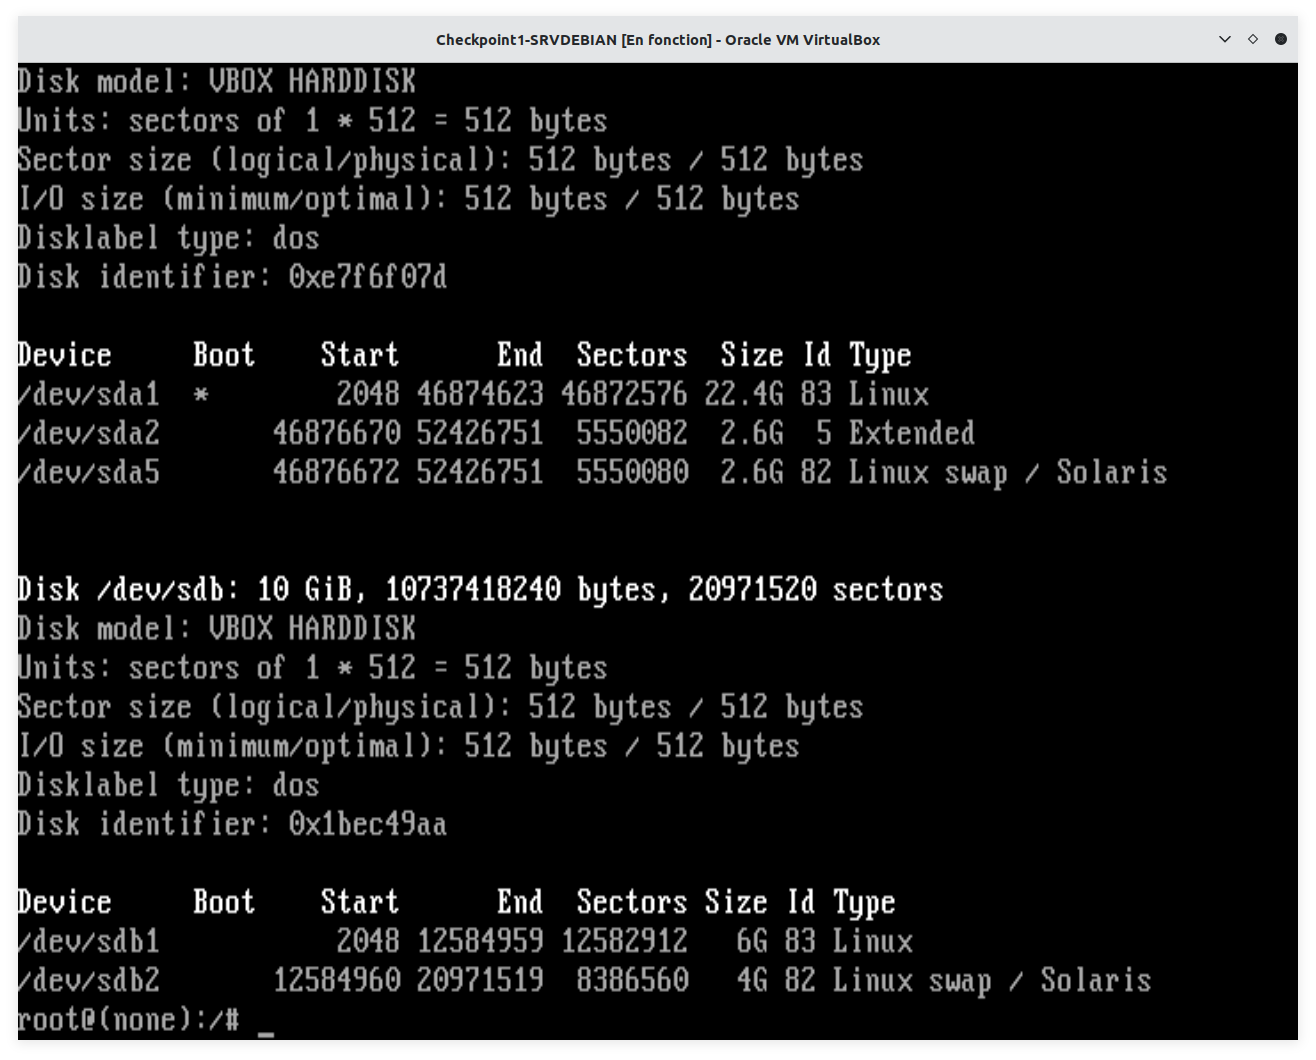 Checkpoint1-SRVDEBIAN [En fonction] - Oracle VM VirtualBox
Disk model: VBOX HARDDISK
Units: sectors of 1 * 512 = 512 bytes
Sector size (logical/physical): 512 bytes / 512 bytes
I/O size (minimum/optimal): 512 bytes / 512 bytes
Disklabel type: dos
Disk identifier: 0xe7f6f07d
Device     Boot    Start      End  Sectors  Size Id Type
/dev/sda1  *        2048 46874623 46872576 22.4G 83 Linux
/dev/sda2       46876670 52426751  5550082  2.6G  5 Extended
/dev/sda5       46876672 52426751  5550080  2.6G 82 Linux swap / Solaris
Disk /dev/sdb: 10 GiB, 10737418240 bytes, 20971520 sectors
Disk model: VBOX HARDDISK
Units: sectors of 1 * 512 = 512 bytes
Sector size (logical/physical): 512 bytes / 512 bytes
I/O size (minimum/optimal): 512 bytes / 512 bytes
Disklabel type: dos
Disk identifier: 0x1bec49aa
Device     Boot    Start      End  Sectors Size Id Type
/dev/sdb1           2048 12584959 12582912   6G 83 Linux
/dev/sdb2       12584960 20971519  8386560   4G 82 Linux swap / Solaris
root@(none):/# _